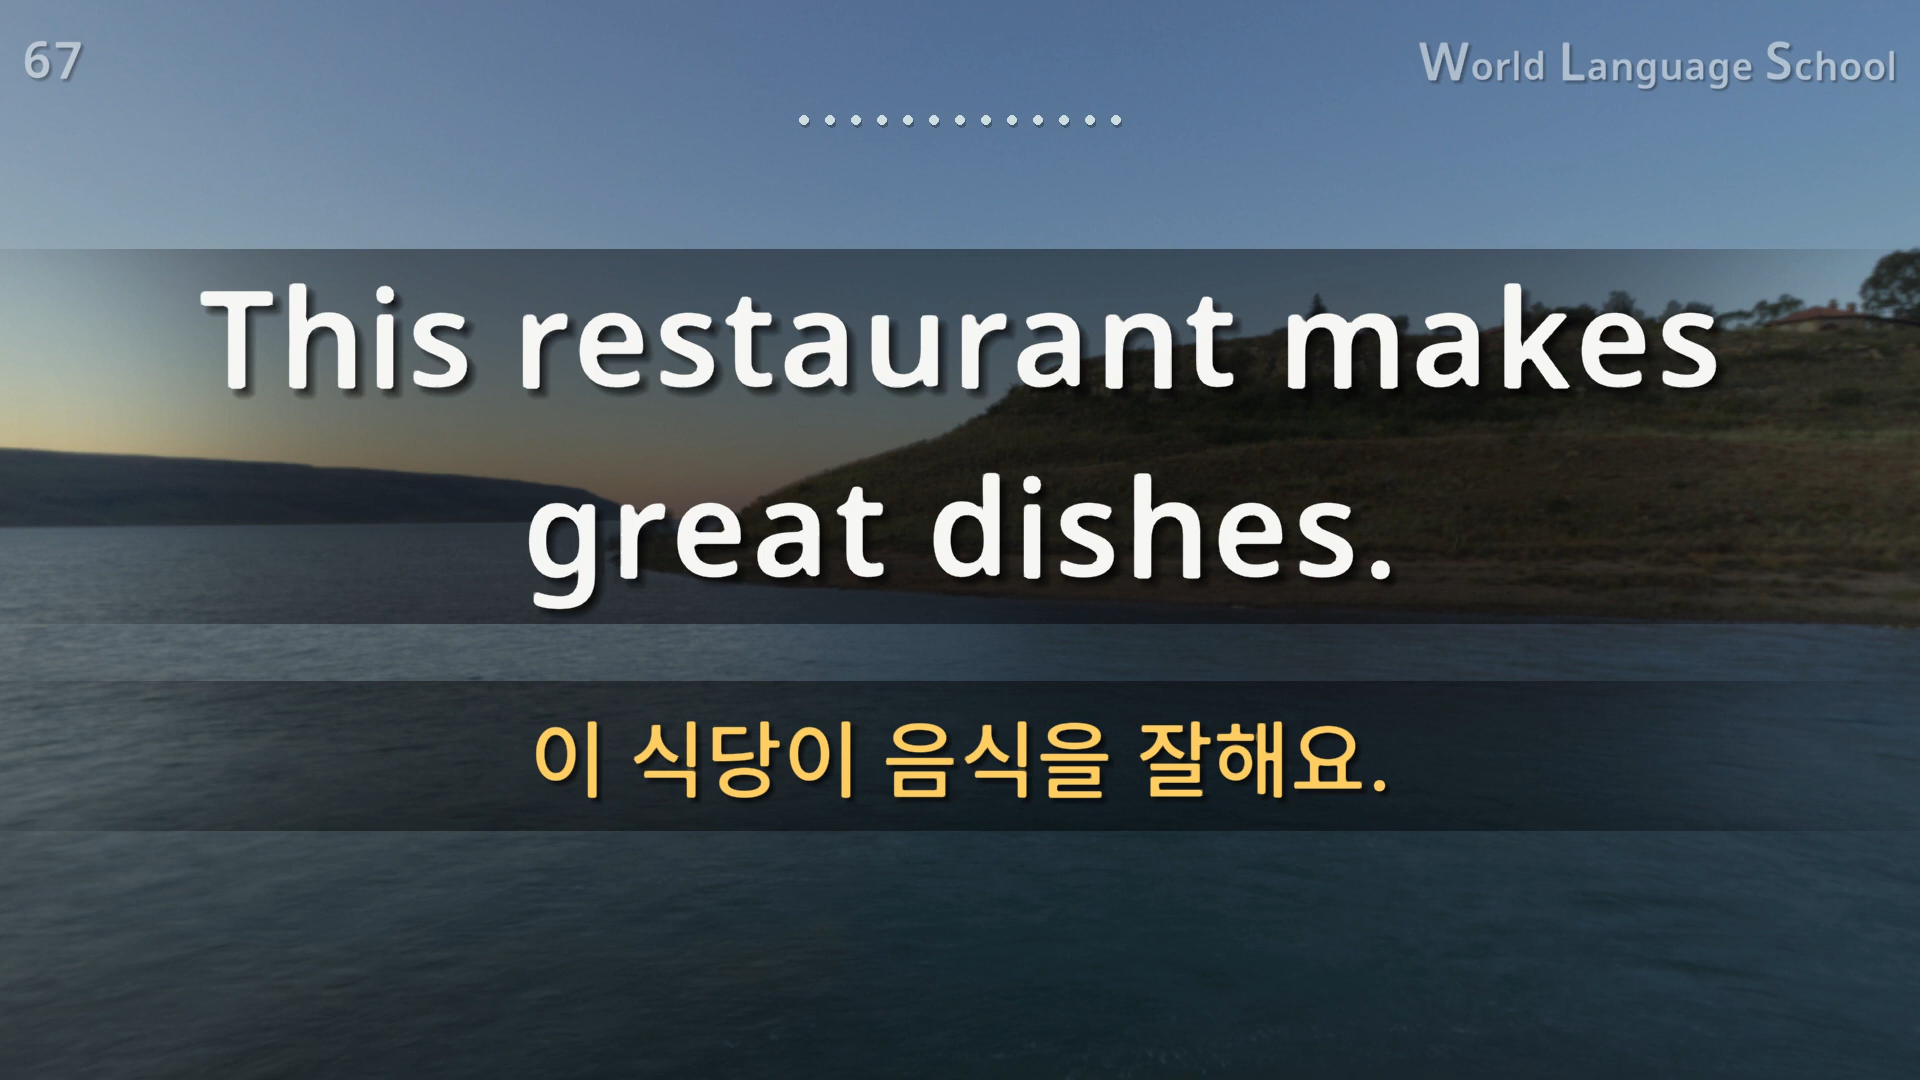 67
World Language School
This restaurant makes
great dishes.
이 식당이 음식을 잘해요.